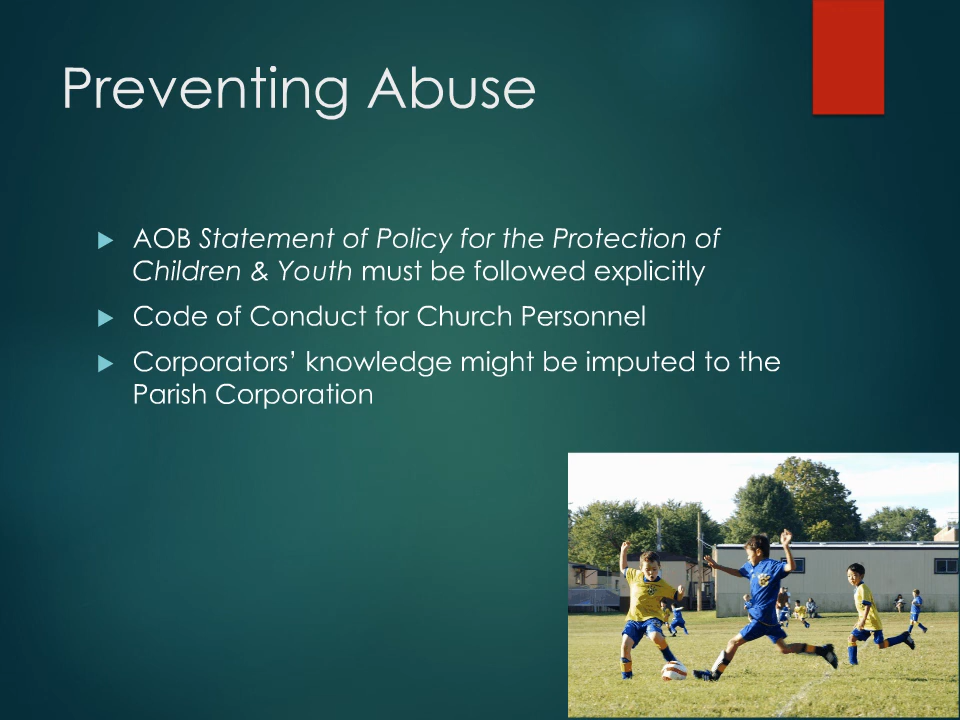 Preventing Abuse
AOB Statement of Policy for the Protection of
Children & Youth must be followed explicitly
Code of Conduct for Church Personnel
Corporators’ knowledge might be imputed to the
Parish Corporation